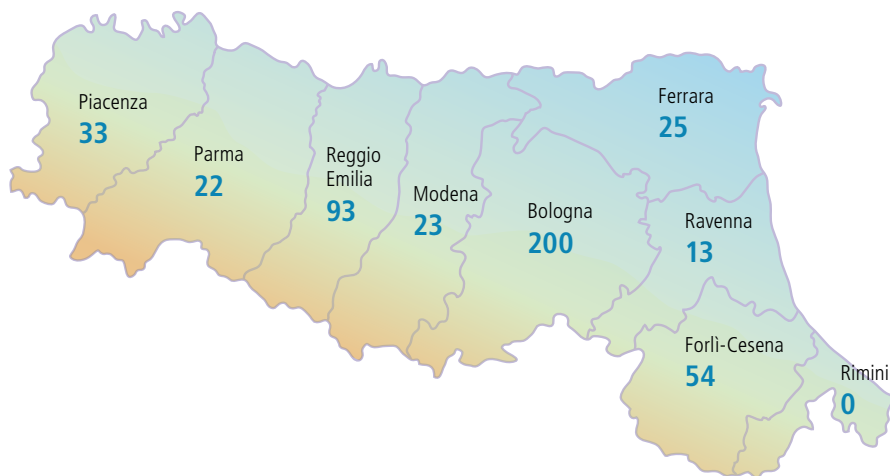 Piacenza
33
Parma
22
Reggio
Emilia
93
Modena
23
Bologna
200
Ferrara
25
Ravenna
13
Forlì-Cesena
54
Rimini
0